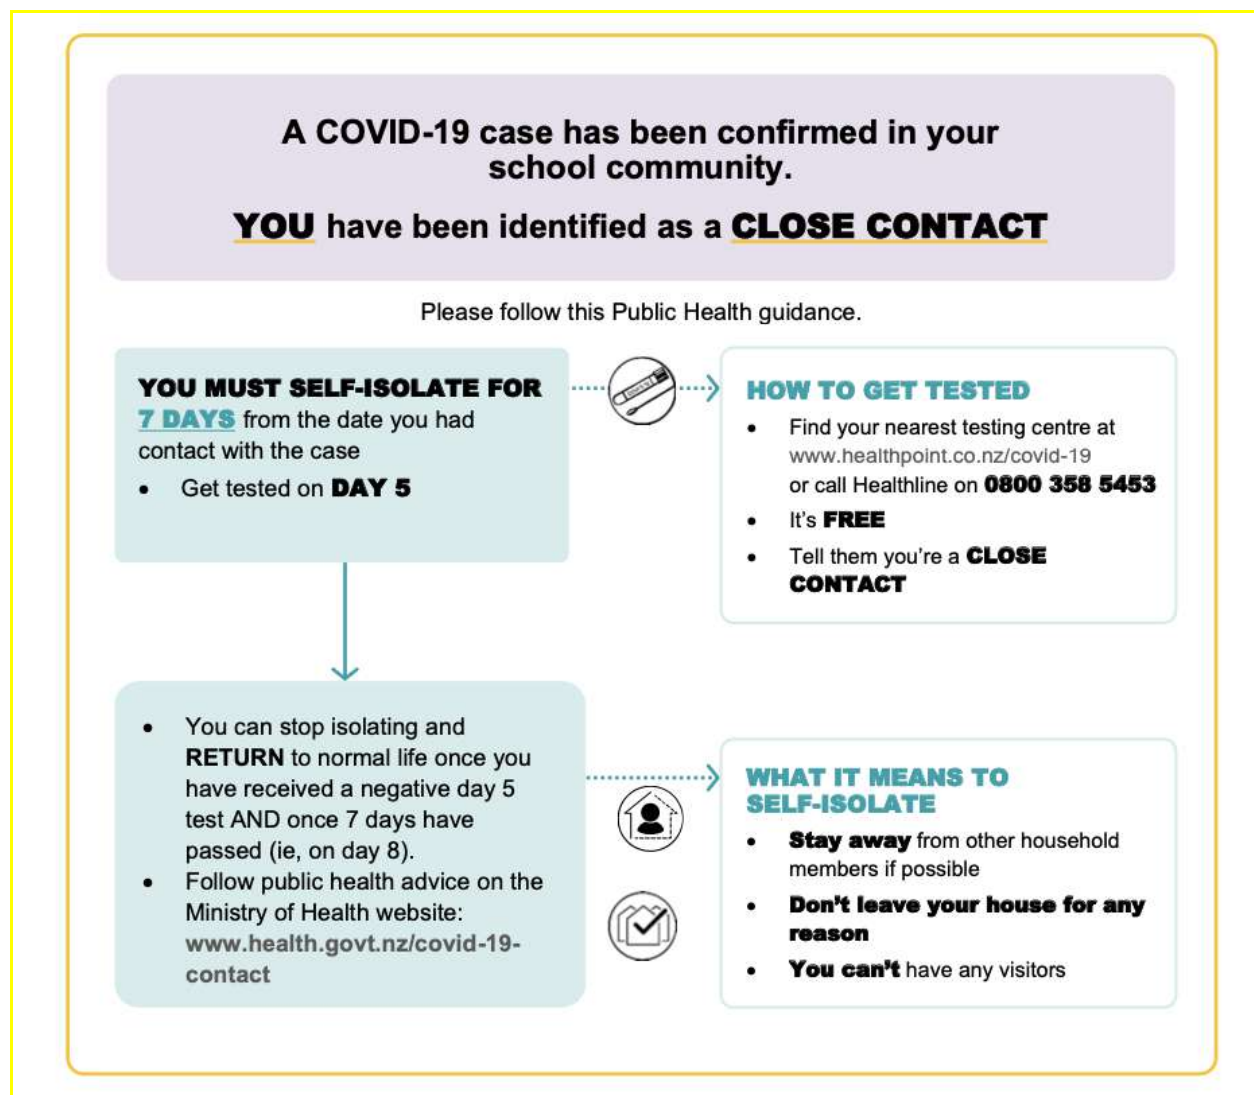 A COVID-19 case has been confirmed in your
school community.
YOU have been identified as a CLOSE CONTACT
Please follow this Public Health guidance.
YOU MUST SELF-ISOLATE FOR
7 DAYS from the date you had
contact with the case
• Get tested on DAY 5
HOW TO GET TESTED
• Find your nearest testing centre at
www.healthpoint.co.nz/covid-19
or call Healthline on 0800 358 5453
• It's FREE
• Tell them you're a CLOSE
CONTACT
• You can stop isolating and
RETURN to normal life once you
have received a negative day 5
test AND once 7 days have
passed (ie, on day 8).
• Follow public health advice on the
Ministry of Health website:
www.health.govt.nz/covid-19-
contact
WHAT IT MEANS TO
SELF-ISOLATE
• Stay away from other household
members if possible
• Don't leave your house for any
reason
• You can't have any visitors